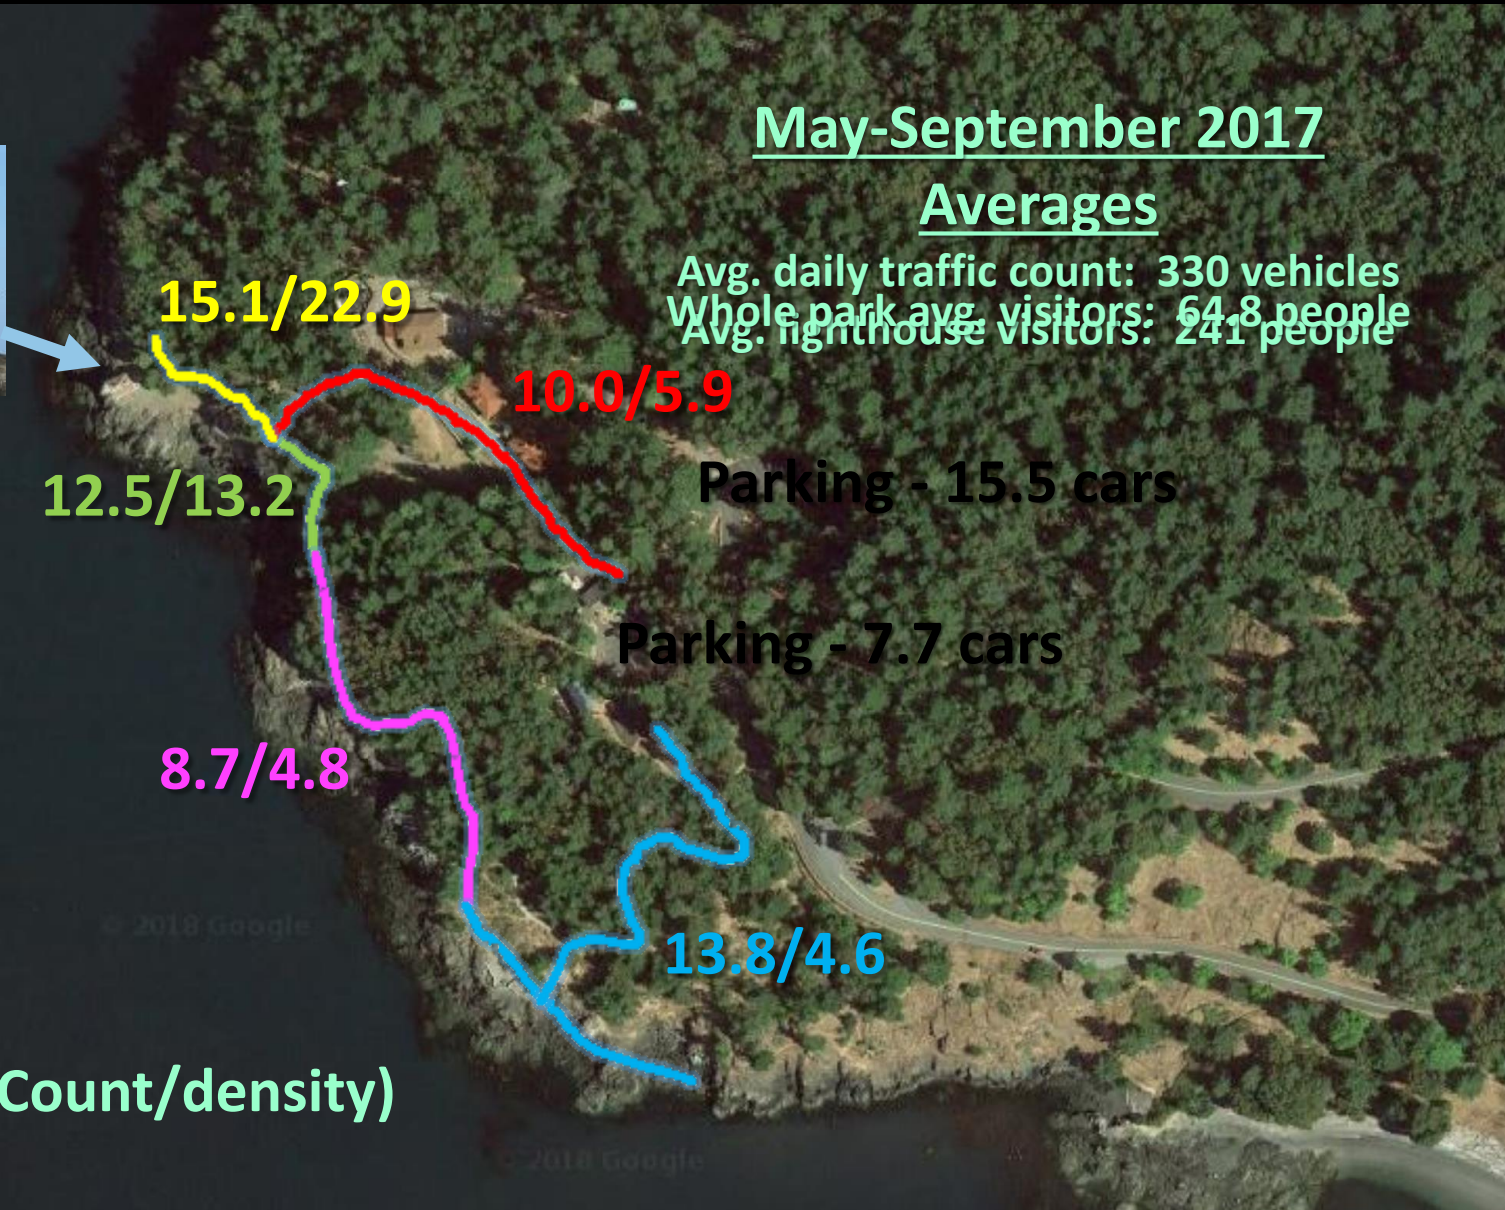 May-September 2017
Averages
Avg. daily traffic count: 330 vehicles
Whole park avg. visitors: 64.8 people
Avg. lighthouse visitors: 241 people
15.1/22.9
10.0/5.9
Parking - 15.5 cars
12.5/13.2
Parking - 7.7 cars
8.7/4.8
© 2018 Google
13.8/4.6
Count/density)
© 2018 Google